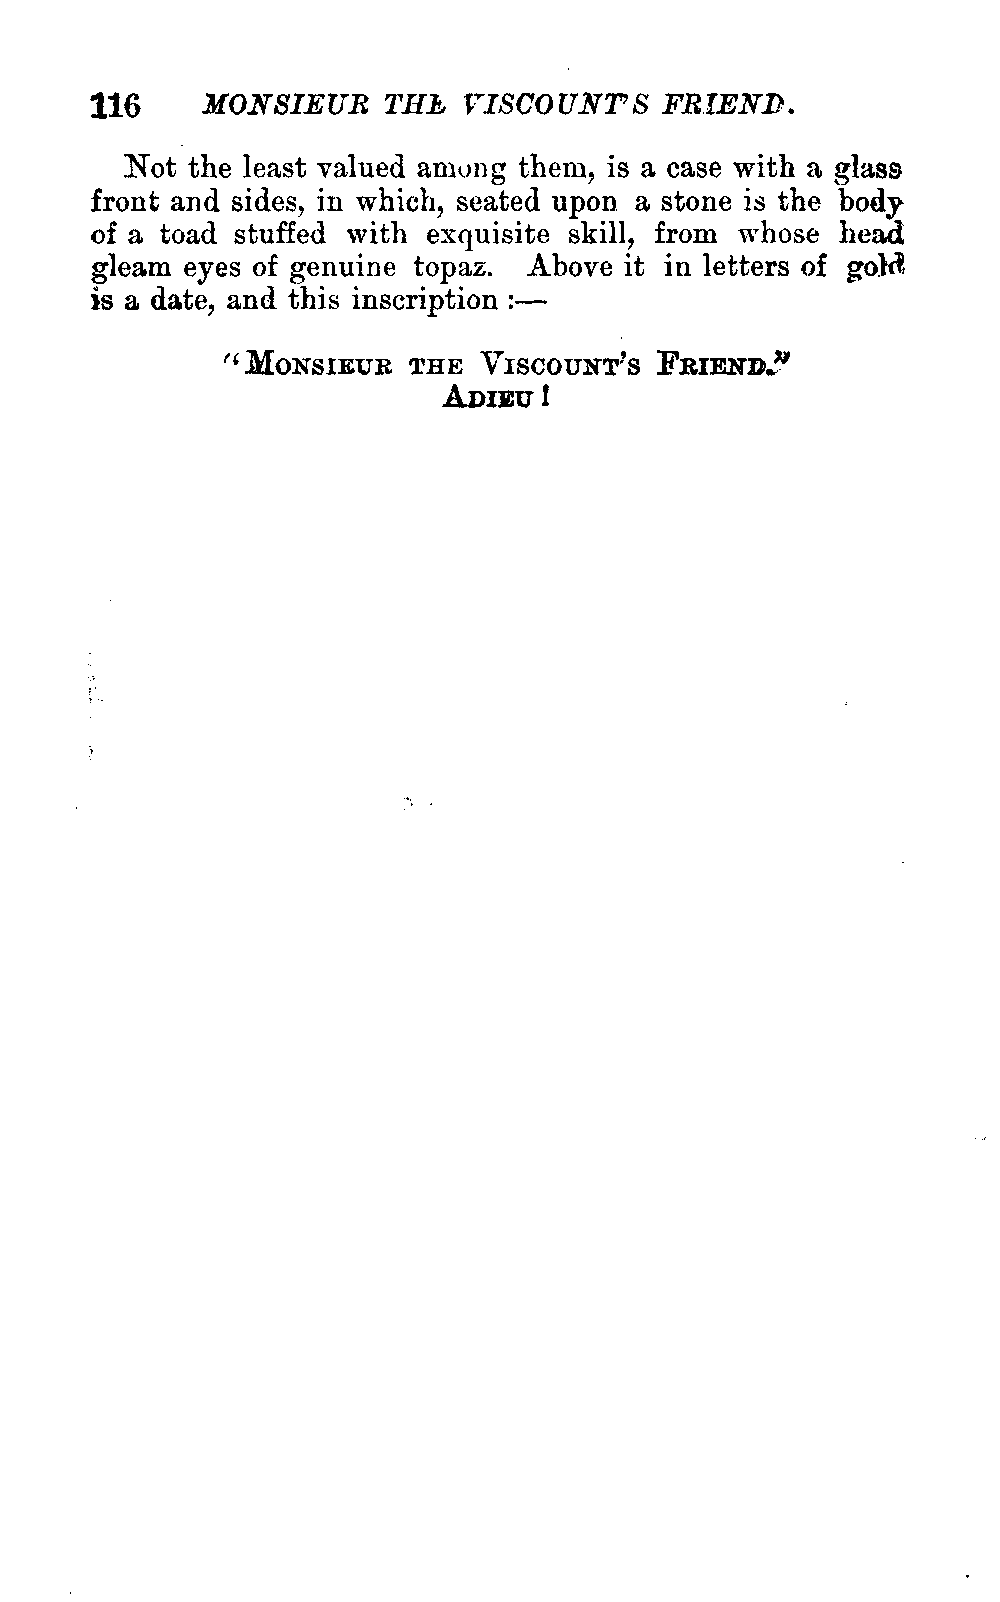 116 MONSIEUR THE VISCOUNT'S FRIEND.
Not the least valued among them, is a case with a glass
front and sides, in which, seated upon a stone is the body
of a toad stuffed with exquisite skill, from whose head
gleam eyes of genuine topaz. Above it in letters of gold
is a date, and this inscription :—
"MONSIEUR THE VISCOUNT'S FRIEND."
ADIEU !